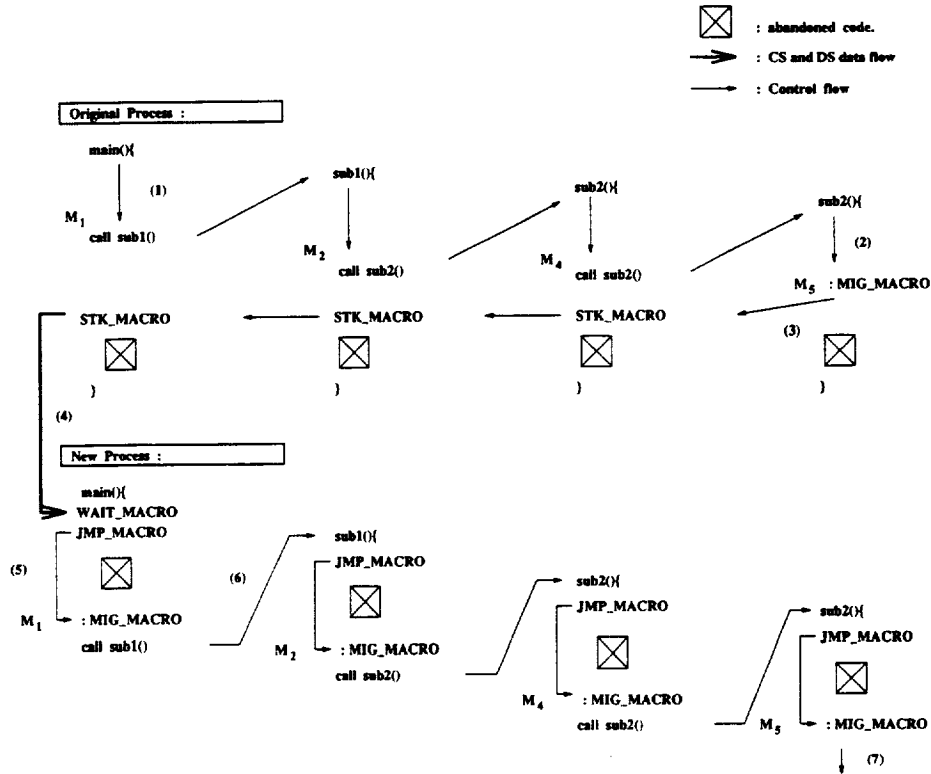 : abandoned code.
: CS and DS data flow
: Control flow
Original Process :
main(){
(1)
M1
call sub1()
sub1(){
M2
call sub2()
sub2(){
M4
call sub2()
sub2(){
(2)
M5 : MIG_MACRO
(3)
STK_MACRO
STK_MACRO
STK_MACRO
}
}
}
}
(4)
New Process :
main(){
WAIT_MACRO
JMP_MACRO
(5)
M1 : MIG_MACRO
call sub1()
(6)
sub1(){
JMP_MACRO
M2 : MIG_MACRO
call sub2()
sub2(){
JMP_MACRO
M4 : MIG_MACRO
call sub2()
sub2(){
JMP_MACRO
M5 : MIG_MACRO
(7)